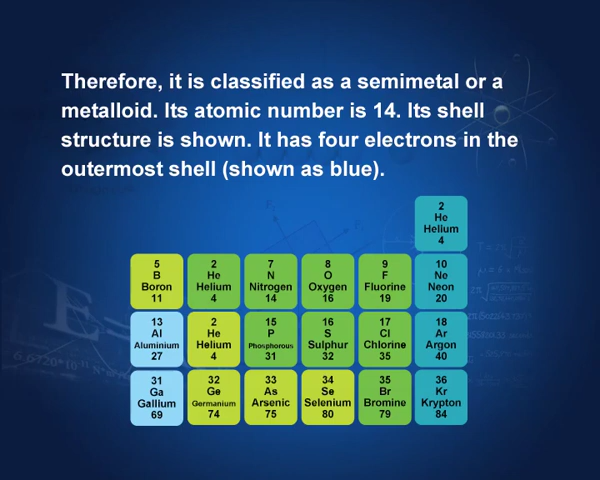 Therefore, it is classified as a semimetal or a
metalloid. Its atomic number is 14. Its shell
structure is shown. It has four electrons in the
outermost shell (shown as blue).
2
He
Helium
4
5
B
Boron
11
2
He
Helium
4
7
N
Nitrogen
14
8
O
Oxygen
16
9
F
Fluorine
19
10
Ne
Neon
20
13
Al
Aluminium
27
2
He
Helium
4
15
P
Phosphorous
31
16
S
Sulphur
32
17
Cl
Chlorine
35
18
Ar
Argon
40
31
Ga
Gallium
69
32
Ge
Germanium
74
33
As
Arsenic
75
34
Se
Selenium
80
35
Br
Bromine
79
36
Kr
Krypton
84